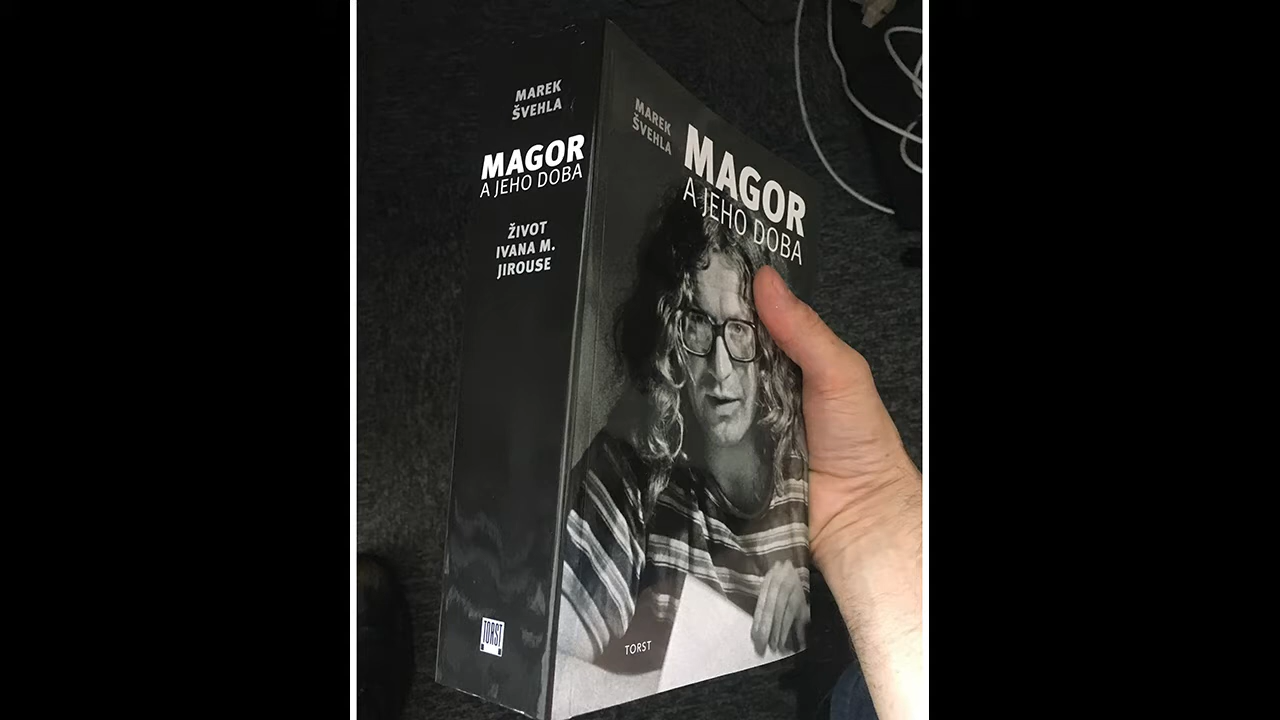 MAREK
ŠVEHLA
MAGOR
A JEHO DOBA
ŽIVOT
IVANA M.
JIROUSE
TORST
MAREK
ŠVEHLA
MAGOR
A JEHO DOBA
TORST